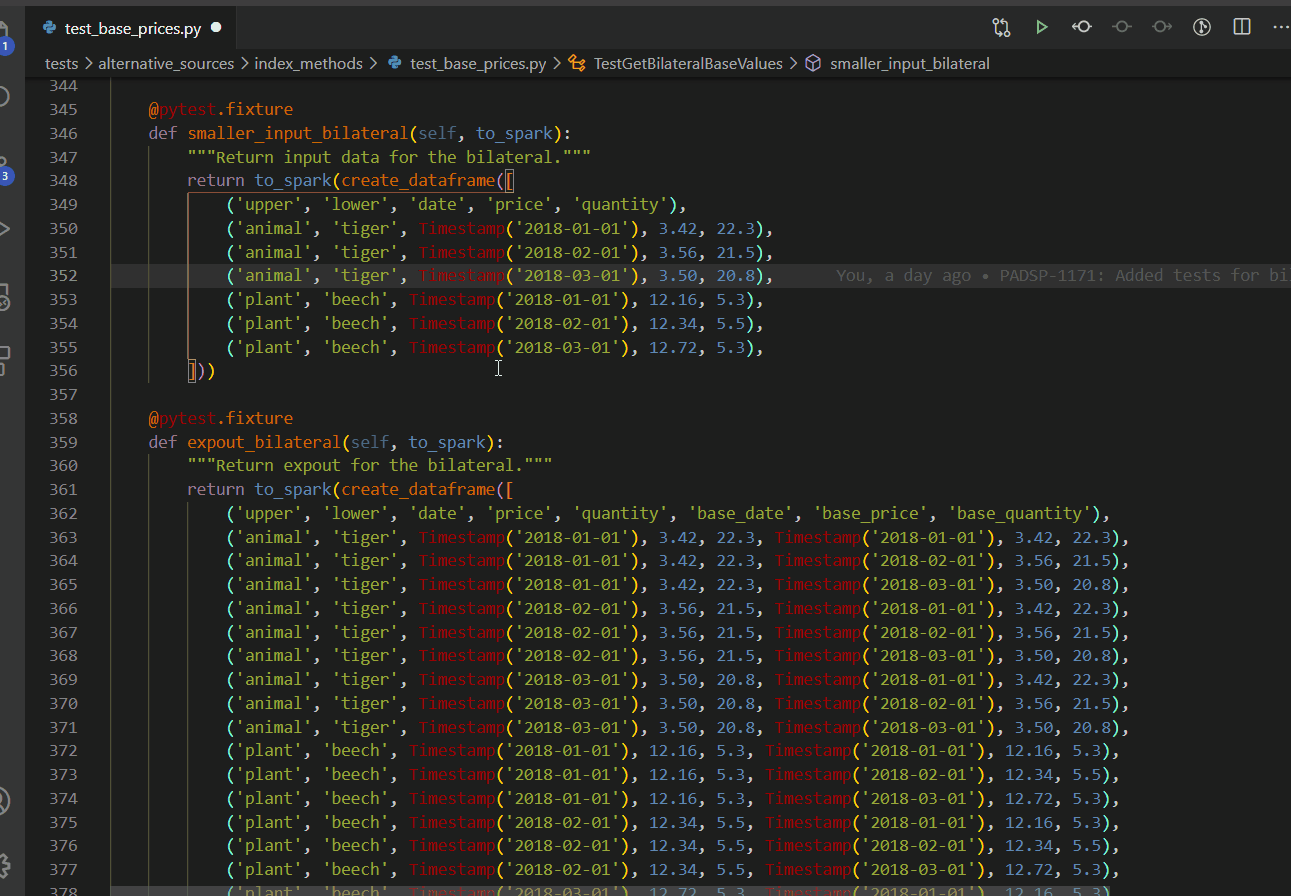 test_base_prices.py
1
tests > alternative_sources > index_methods > test_base_prices.py > TestGetBilateralBaseValues > smaller_input_bilateral
344
345 @pytest.fixture
346 def smaller_input_bilateral(self, to_spark):
347 """Return input data for the bilateral."""
3
348 return to_spark(create_dataframe([
349 ('upper', 'lower', 'date', 'price', 'quantity'),
350 ('animal', 'tiger', Timestamp('2018-01-01'), 3.42, 22.3),
351 ('animal', 'tiger', Timestamp('2018-02-01'), 3.56, 21.5),
352 ('animal', 'tiger', Timestamp('2018-03-01'), 3.50, 20.8), You, a day ago • PADSP-1171: Added tests for bi
353 ('plant', 'beech', Timestamp('2018-01-01'), 12.16, 5.3),
354 ('plant', 'beech', Timestamp('2018-02-01'), 12.34, 5.5),
355 ('plant', 'beech', Timestamp('2018-03-01'), 12.72, 5.3),
356 ]))
357
358 @pytest.fixture
359 def expout_bilateral(self, to_spark):
360 """Return expout for the bilateral."""
361 return to_spark(create_dataframe([
362 ('upper', 'lower', 'date', 'price', 'quantity', 'base_date', 'base_price', 'base_quantity'),
363 ('animal', 'tiger', Timestamp('2018-01-01'), 3.42, 22.3, Timestamp('2018-01-01'), 3.42, 22.3),
364 ('animal', 'tiger', Timestamp('2018-01-01'), 3.42, 22.3, Timestamp('2018-02-01'), 3.56, 21.5),
365 ('animal', 'tiger', Timestamp('2018-01-01'), 3.42, 22.3, Timestamp('2018-03-01'), 3.50, 20.8),
366 ('animal', 'tiger', Timestamp('2018-02-01'), 3.56, 21.5, Timestamp('2018-01-01'), 3.42, 22.3),
367 ('animal', 'tiger', Timestamp('2018-02-01'), 3.56, 21.5, Timestamp('2018-02-01'), 3.56, 21.5),
368 ('animal', 'tiger', Timestamp('2018-02-01'), 3.56, 21.5, Timestamp('2018-03-01'), 3.50, 20.8),
369 ('animal', 'tiger', Timestamp('2018-03-01'), 3.50, 20.8, Timestamp('2018-01-01'), 3.42, 22.3),
370 ('animal', 'tiger', Timestamp('2018-03-01'), 3.50, 20.8, Timestamp('2018-02-01'), 3.56, 21.5),
371 ('animal', 'tiger', Timestamp('2018-03-01'), 3.50, 20.8, Timestamp('2018-03-01'), 3.50, 20.8),
372 ('plant', 'beech', Timestamp('2018-01-01'), 12.16, 5.3, Timestamp('2018-01-01'), 12.16, 5.3),
373 ('plant', 'beech', Timestamp('2018-01-01'), 12.16, 5.3, Timestamp('2018-02-01'), 12.34, 5.5),
374 ('plant', 'beech', Timestamp('2018-01-01'), 12.16, 5.3, Timestamp('2018-03-01'), 12.72, 5.3),
375 ('plant', 'beech', Timestamp('2018-02-01'), 12.34, 5.5, Timestamp('2018-01-01'), 12.16, 5.3),
376 ('plant', 'beech', Timestamp('2018-02-01'), 12.34, 5.5, Timestamp('2018-02-01'), 12.34, 5.5),
377 ('plant', 'beech', Timestamp('2018-02-01'), 12.34, 5.5, Timestamp('2018-03-01'), 12.72, 5.3),
378 ('plant', 'beech', Timestamp('2018-03-01'), 12.72, 5.3, Timestamp('2018-01-01'), 12.16, 5.3)